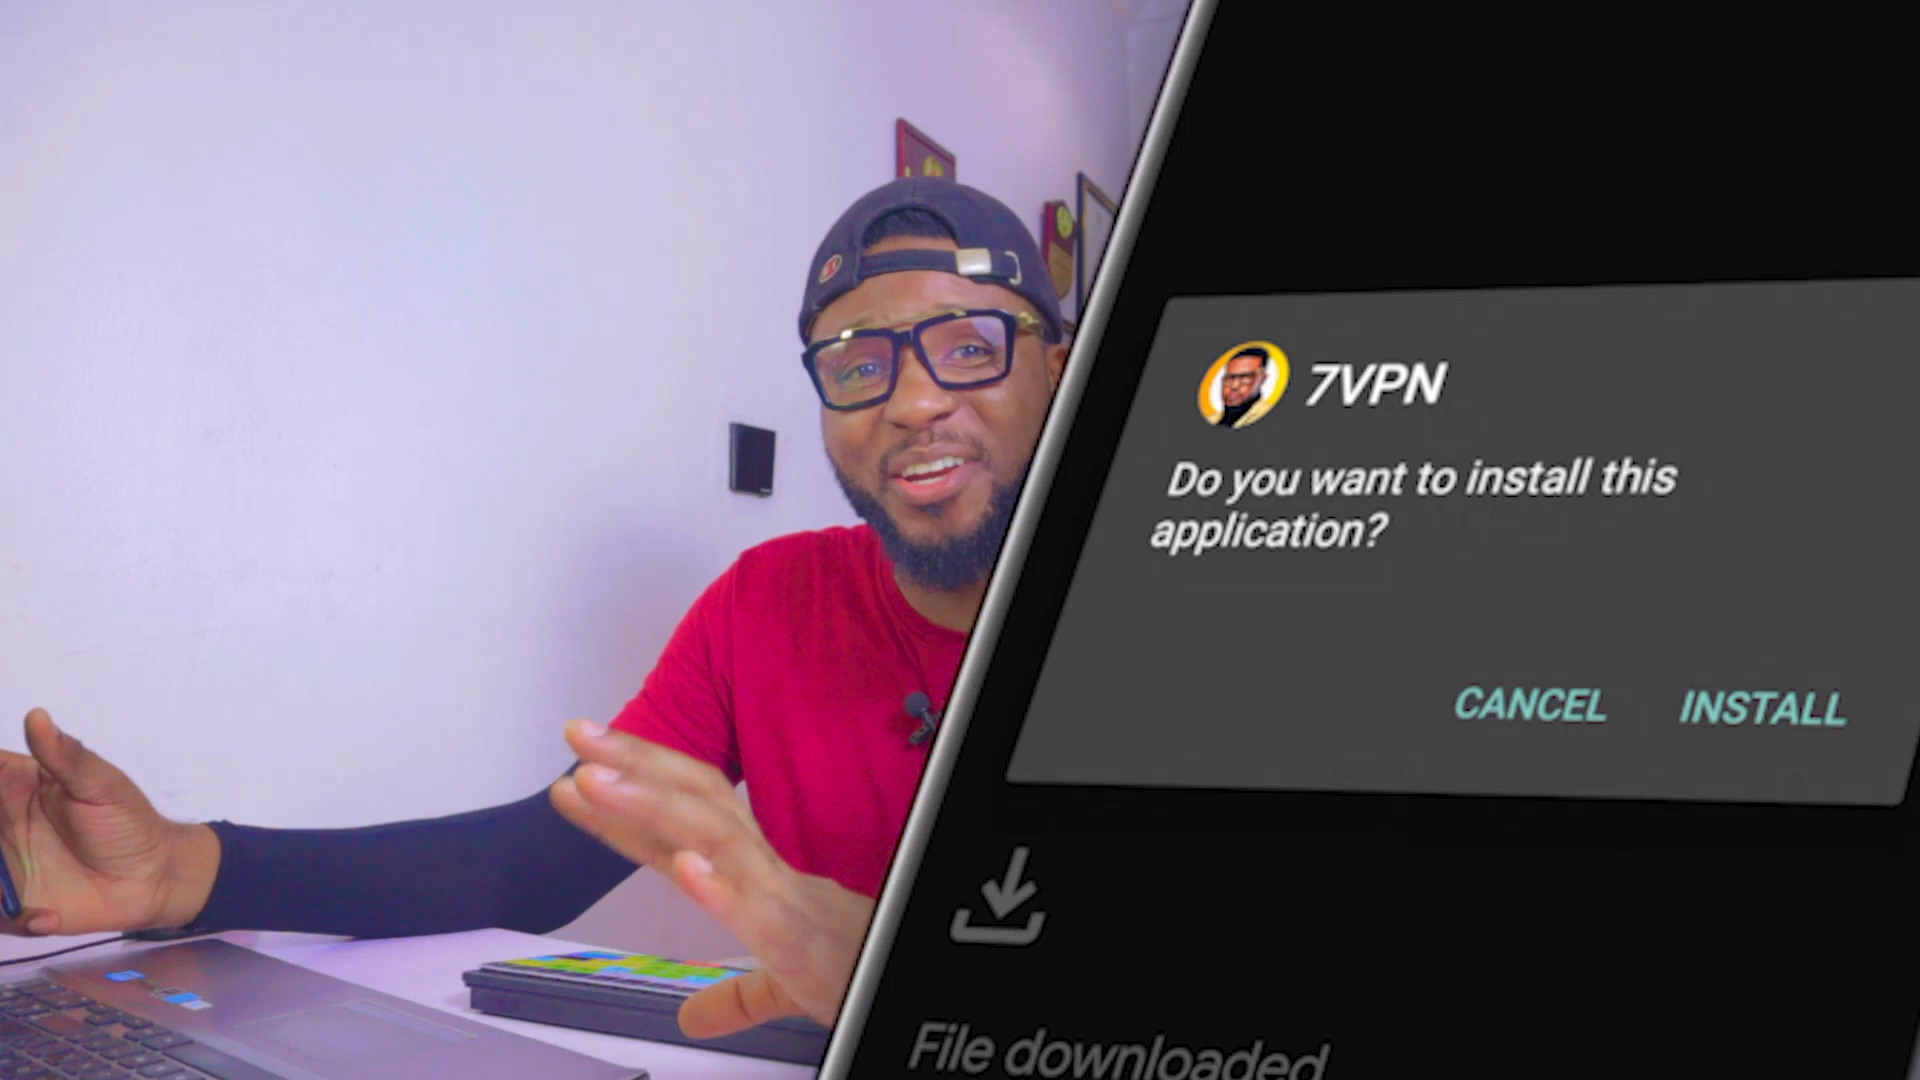 7VPN
Do you want to install this
application?
CANCEL
INSTALL
File downloaded